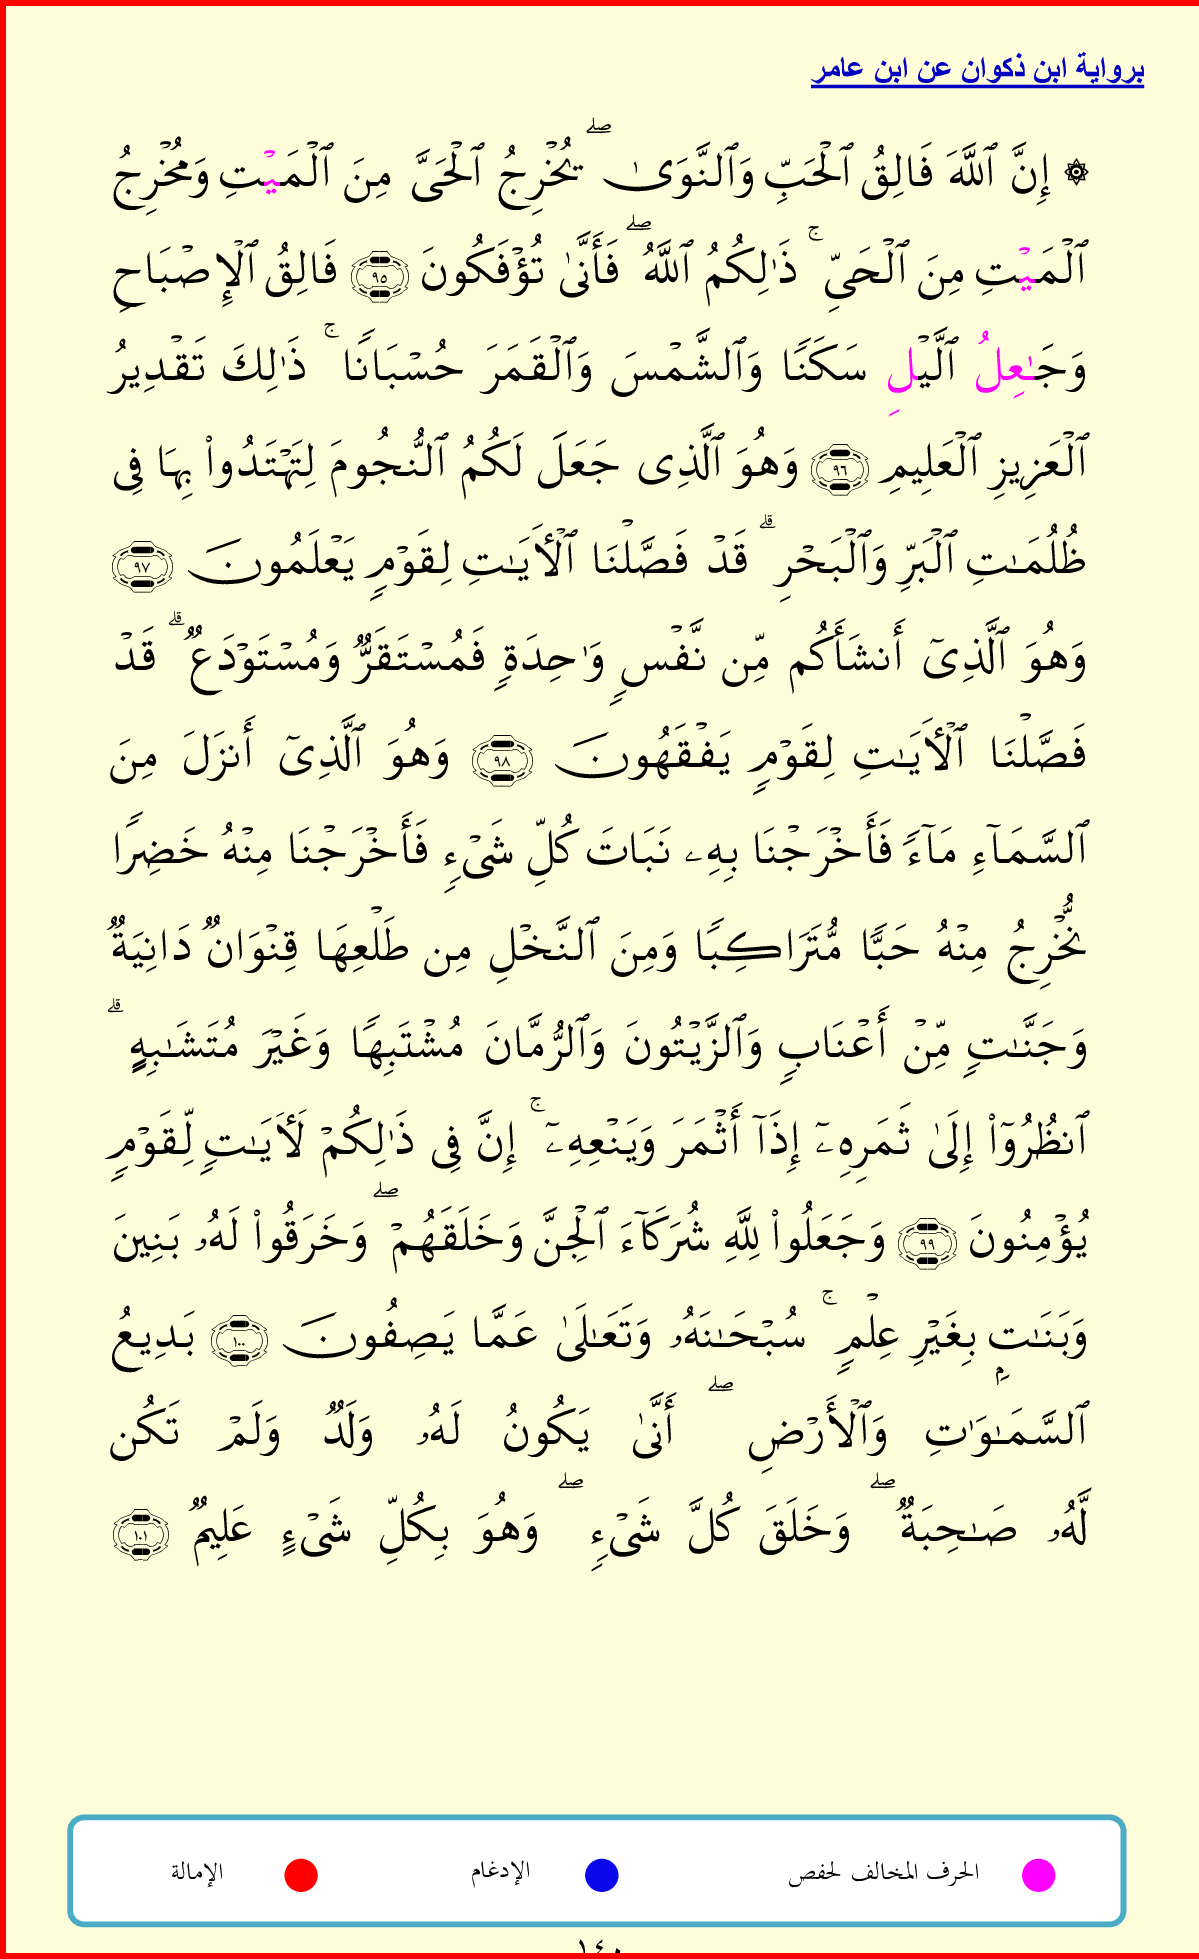 برواية ابن ذكوان عن ابن عامر
۞ إِنَّ ٱللَّهَ فَالِقُ ٱلْحَبِّ وَٱلنَّوَىٰ ۖ يُخْرِجُ ٱلْحَىَّ مِنَ ٱلْمَيْتِ وَمُخْرِجُ
ٱلْمَيْتِ مِنَ ٱلْحَىِّ ۚ ذَٰلِكُمُ ٱللَّهُ ۖ فَأَنَّىٰ تُؤْفَكُونَ ٩٥ فَالِقُ ٱلْإِصْبَاحِ
وَجَـٰعِلُ ٱلَّيْلِ سَكَنًا وَٱلشَّمْسَ وَٱلْقَمَرَ حُسْبَانًا ۚ ذَٰلِكَ تَقْدِيرُ
ٱلْعَزِيزِ ٱلْعَلِيمِ ٩٦ وَهُوَ ٱلَّذِى جَعَلَ لَكُمُ ٱلنُّجُومَ لِتَهْتَدُوا۟ بِهَا فِى
ظُلُمَـٰتِ ٱلْبَرِّ وَٱلْبَحْرِ ۗ قَدْ فَصَّلْنَا ٱلْأَيَـٰتِ لِقَوْمٍ يَعْلَمُونَ ٩٧
وَهُوَ ٱلَّذِىٓ أَنشَأَكُم مِّن نَّفْسٍ وَٰحِدَةٍ فَمُسْتَقَرٌّ وَمُسْتَوْدَعٌ ۗ قَدْ
فَصَّلْنَا ٱلْأَيَـٰتِ لِقَوْمٍ يَفْقَهُونَ ٩٨ وَهُوَ ٱلَّذِىٓ أَنزَلَ مِنَ
ٱلسَّمَآءِ مَآءً فَأَخْرَجْنَا بِهِۦ نَبَاتَ كُلِّ شَىْءٍ فَأَخْرَجْنَا مِنْهُ خَضِرًا
نُّخْرِجُ مِنْهُ حَبًّا مُّتَرَاكِبًا وَمِنَ ٱلنَّخْلِ مِن طَلْعِهَا قِنْوَانٌ دَانِيَةٌ
وَجَنَّـٰتٍ مِّنْ أَعْنَابٍ وَٱلزَّيْتُونَ وَٱلرُّمَّانَ مُشْتَبِهًا وَغَيْرَ مُتَشَـٰبِهٍ ۗ
ٱنظُرُوٓا۟ إِلَىٰ ثَمَرِهِۦٓ إِذَآ أَثْمَرَ وَيَنْعِهِۦٓ ۚ إِنَّ فِى ذَٰلِكُمْ لَأَيَـٰتٍ لِّقَوْمٍ
يُؤْمِنُونَ ٩٩ وَجَعَلُوا۟ لِلَّهِ شُرَكَآءَ ٱلْجِنَّ وَخَلَقَهُمْ ۖ وَخَرَقُوا۟ لَهُۥ بَنِينَ
وَبَنَـٰتٍۭ بِغَيْرِ عِلْمٍ ۚ سُبْحَـٰنَهُۥ وَتَعَـٰلَىٰ عَمَّا يَصِفُونَ ١٠٠ بَدِيعُ
ٱلسَّمَـٰوَٰتِ وَٱلْأَرْضِ ۖ أَنَّىٰ يَكُونُ لَهُۥ وَلَدٌ وَلَمْ تَكُن
لَّهُۥ صَـٰحِبَةٌ ۖ وَخَلَقَ كُلَّ شَىْءٍ ۖ وَهُوَ بِكُلِّ شَىْءٍ عَلِيمٌ ١٠١
الحرف المخالف لحفص الإدغام الإمالة
١٤٠